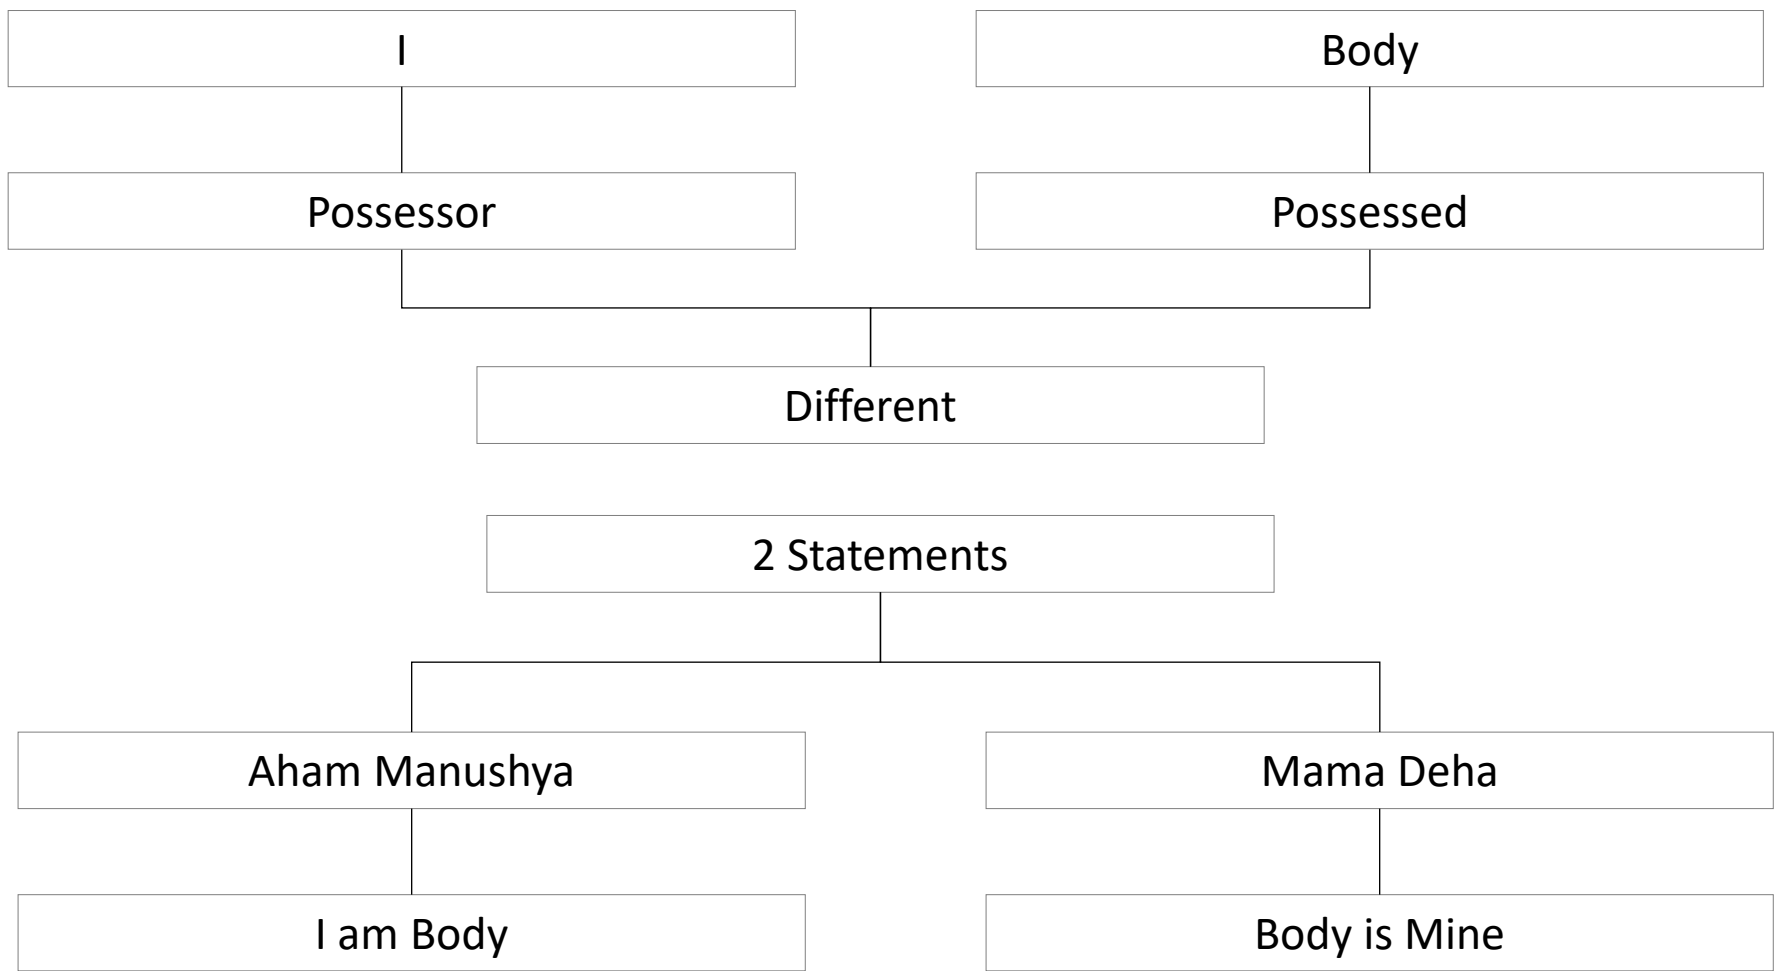 I
Body
Possessor
Possessed
Different
2 Statements
Aham Manushya
Mama Deha
I am Body
Body is Mine